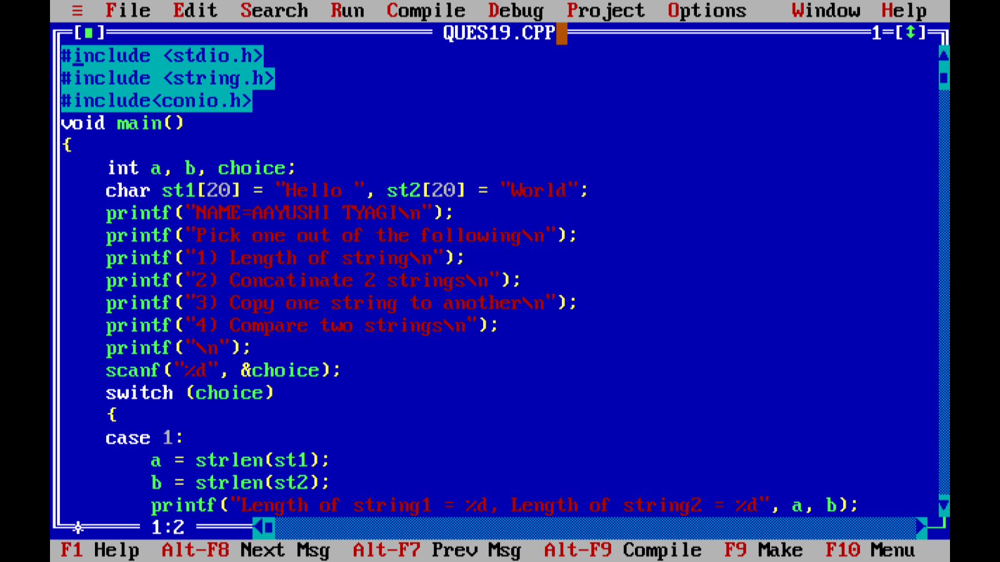 ≡ File Edit Search Run Compile Debug Project Options Window Help
[■] QUES19.CPP 1=[↕]
#include <stdio.h>
#include <string.h>
#include<conio.h>
void main()
{
int a, b, choice;
char st1[20] = "Hello ", st2[20] = "World";
printf("NAME=AAYUSHI TYAGI\n");
printf("Pick one out of the following\n");
printf("1) Length of string\n");
printf("2) Concatinate 2 strings\n");
printf("3) Copy one string to another\n");
printf("4) Compare two strings\n");
printf("\n");
scanf("%d", &choice);
switch (choice)
{
case 1:
a = strlen(st1);
b = strlen(st2);
printf("Length of string1 = %d, Length of string2 = %d", a, b);
1:2
F1 Help Alt-F8 Next Msg Alt-F7 Prev Msg Alt-F9 Compile F9 Make F10 Menu